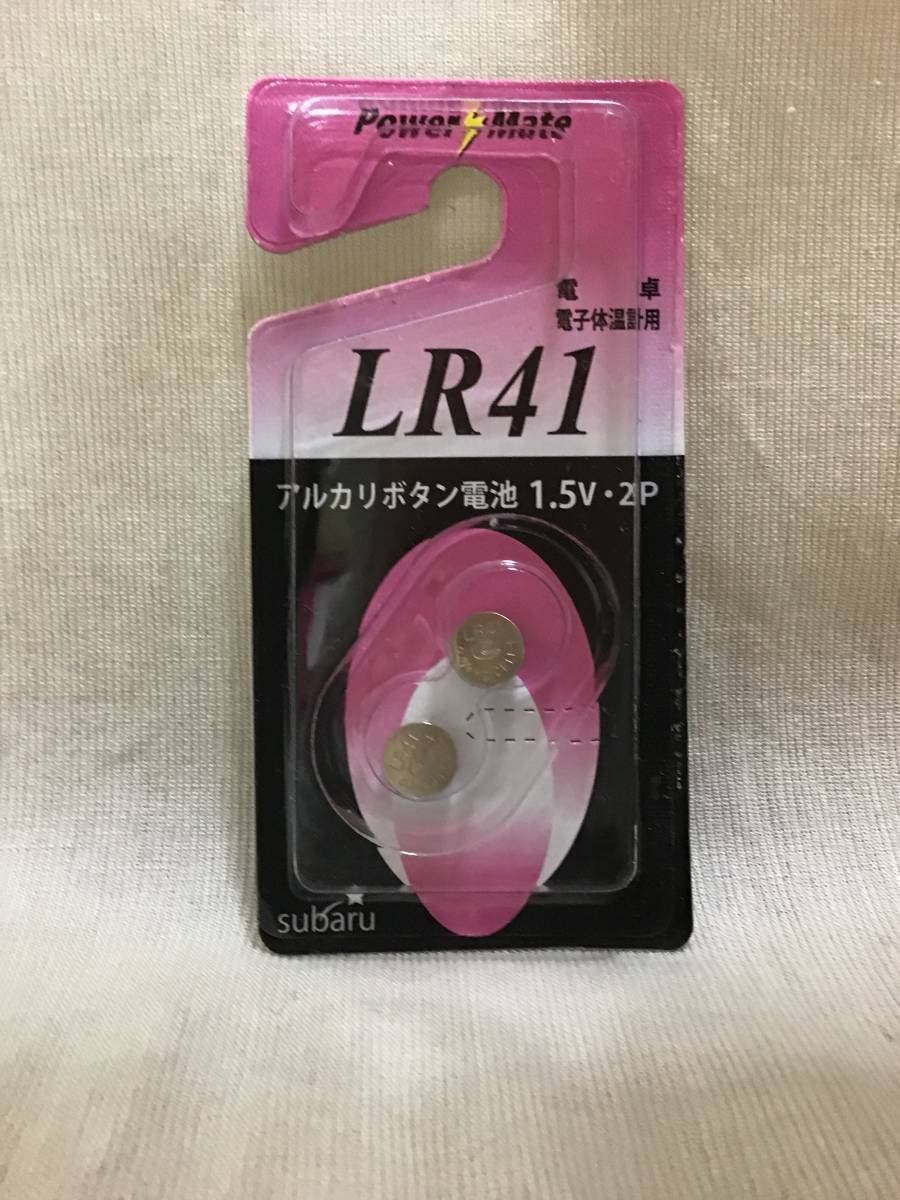 Power Mate
電 卓
電子体温計用
LR41
アルカリボタン電池 1.5V・2P
LR41
subaru